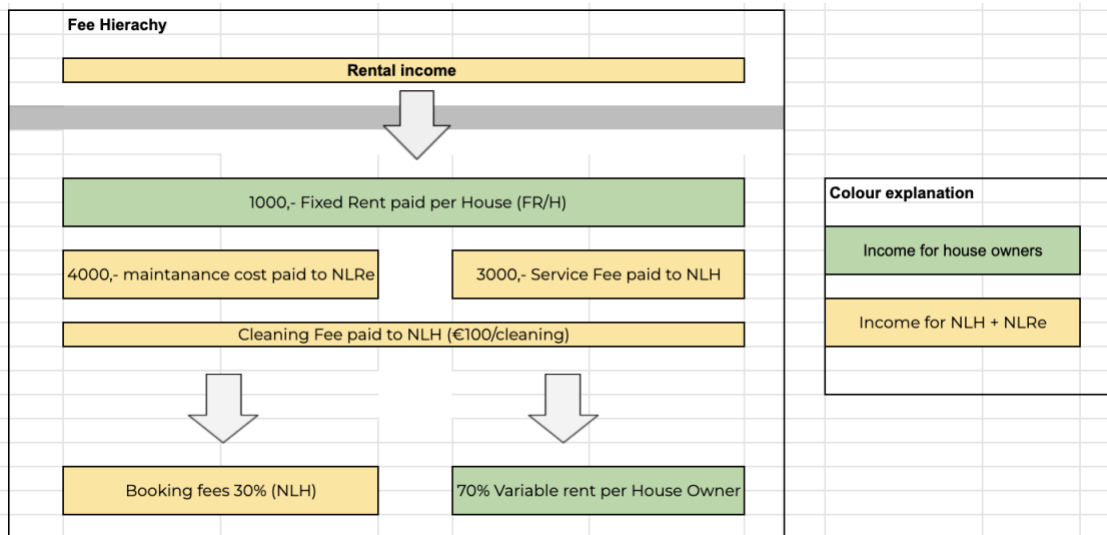 Fee Hierachy
Rental income
1000,- Fixed Rent paid per House (FR/H)
4000,- maintanance cost paid to NLRe
3000,- Service Fee paid to NLH
Cleaning Fee paid to NLH (€100/cleaning)
Booking fees 30% (NLH)
70% Variable rent per House Owner
Colour explanation
Income for house owners
Income for NLH + NLRe